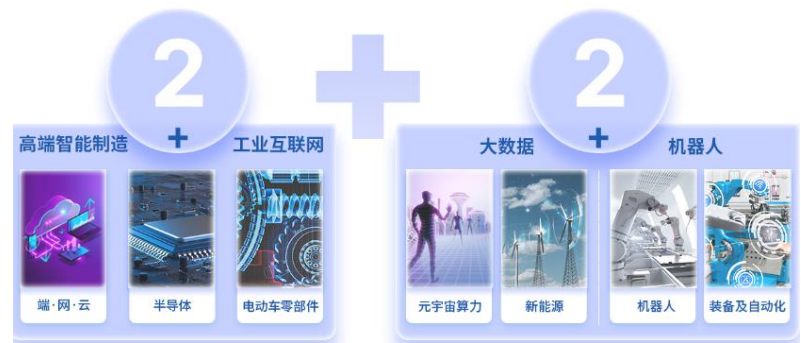 2
+
2
高端智能制造
+
工业互联网
大数据
+
机器人
端·网·云
半导体
电动车零部件
元宇宙算力
新能源
机器人
装备及自动化